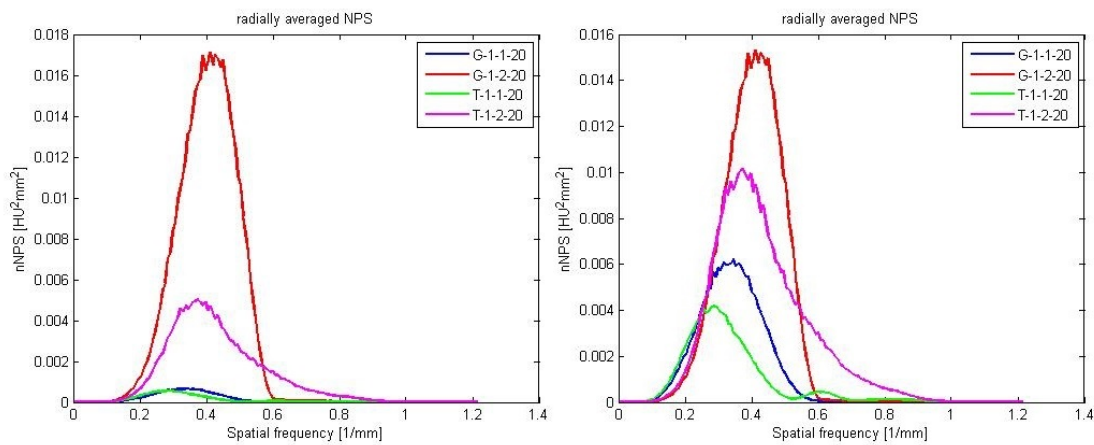 radially averaged NPS
0.018
0.016
0.014
0.012
0.01
0.008
0.006
0.004
0.002
0
nNPS [HU²mm²]
G-1-1-20
G-1-2-20
T-1-1-20
T-1-2-20
0 0.2 0.4 0.6 0.8 1 1.2 1.4
Spatial frequency [1/mm]
radially averaged NPS
0.016
0.014
0.012
0.01
0.008
0.006
0.004
0.002
0
nNPS [HU²mm²]
G-1-1-20
G-1-2-20
T-1-1-20
T-1-2-20
0 0.2 0.4 0.6 0.8 1 1.2 1.4
Spatial frequency [1/mm]